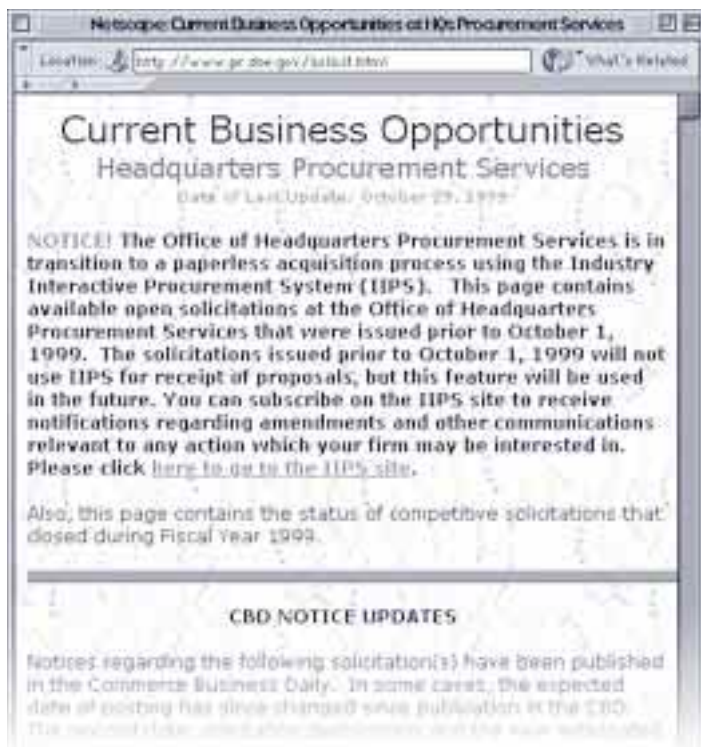 Netscape: Current Business Opportunities at HQs Procurement Services
Location: http://www.pr.doe.gov/solicit.html What's Related
Current Business Opportunities
Headquarters Procurement Services
Date of Last Update: October 29, 1999
NOTICE! The Office of Headquarters Procurement Services is in
transition to a paperless acquisition process using the Industry
Interactive Procurement System (IIPS). This page contains
available open solicitations at the Office of Headquarters
Procurement Services that were issued prior to October 1,
1999. The solicitations issued prior to October 1, 1999 will not
use IIPS for receipt of proposals, but this feature will be used
in the future. You can subscribe on the IIPS site to receive
notifications regarding amendments and other communications
relevant to any action which your firm may be interested in.
Please click here to go to the IIPS site.
Also, this page contains the status of competitive solicitations that
closed during Fiscal Year 1999.
CBD NOTICE UPDATES
Notices regarding the following solicitation(s) have been published
in the Commerce Business Daily. In some cases, the expected
date of posting has since changed since publication in the CBD.